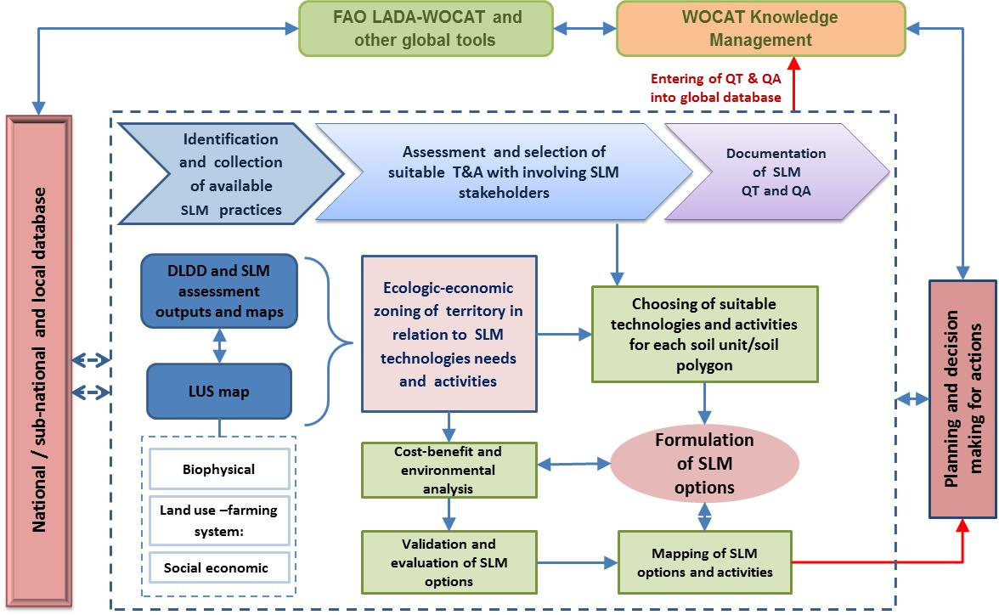 FAO LADA-WOCAT and
other global tools
WOCAT Knowledge
Management
Entering of QT & QA
into global database
National / sub-national and local database
Identification
and collection
of available
SLM practices
Assessment and selection of
suitable T&A with involving SLM
stakeholders
Documentation
of SLM
QT and QA
DLDD and SLM
assessment
outputs and maps
LUS map
Biophysical
Land use –farming
system:
Social economic
Ecologic-economic
zoning of territory in
relation to SLM
technologies needs
and activities
Choosing of suitable
technologies and activities
for each soil unit/soil
polygon
Cost-benefit and
environmental
analysis
Formulation
of SLM
options
Validation and
evaluation of SLM
options
Mapping of SLM
options and activities
Planning and decision
making for actions